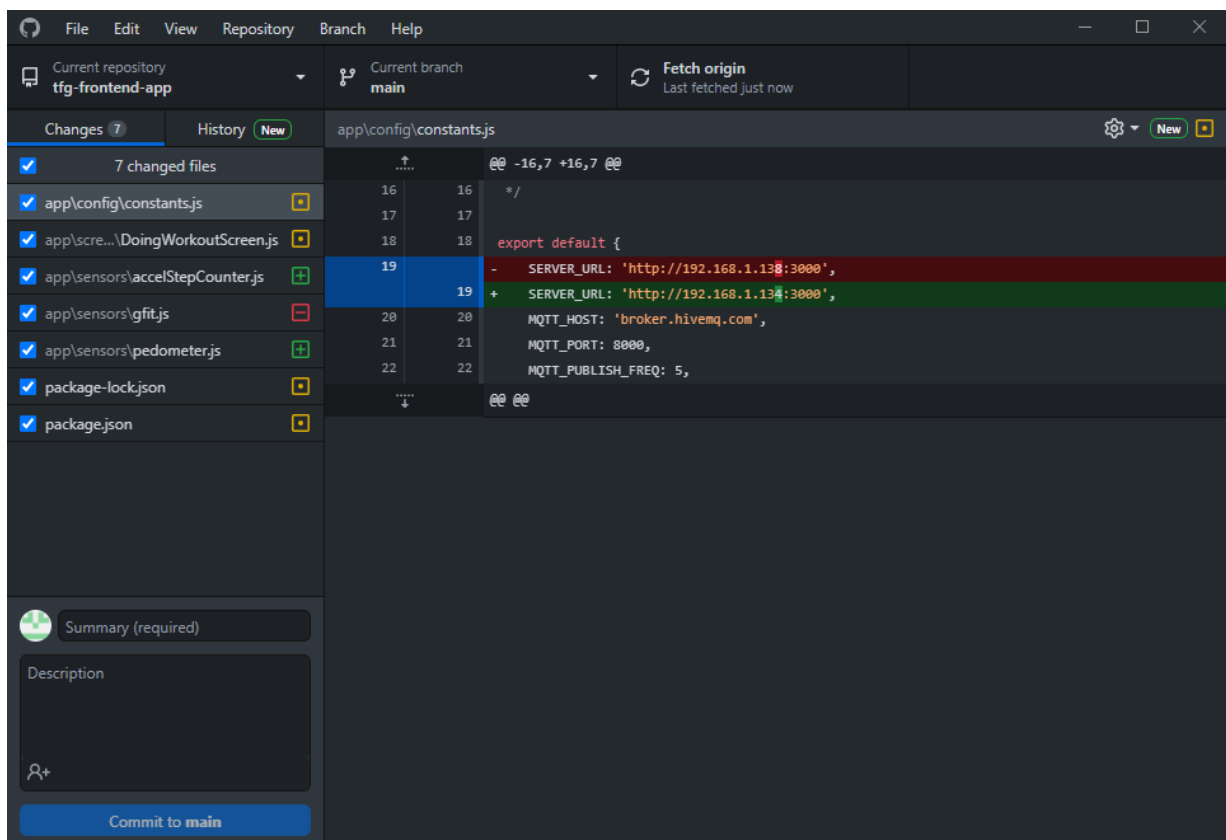 File Edit View Repository Branch Help
Current repository
tfg-frontend-app
Current branch
main
Fetch origin
Last fetched just now
Changes 7 History New
app\config\constants.js New
7 changed files
app\config\constants.js
app\scre...\DoingWorkoutScreen.js
app\sensors\accelStepCounter.js
app\sensors\gfit.js
app\sensors\pedometer.js
package-lock.json
package.json
@@ -16,7 +16,7 @@
16 16 */
17 17
18 18 export default {
19 - SERVER_URL: 'http://192.168.1.138:3000',
19 + SERVER_URL: 'http://192.168.1.134:3000',
20 20 MQTT_HOST: 'broker.hivemq.com',
21 21 MQTT_PORT: 8000,
22 22 MQTT_PUBLISH_FREQ: 5,
@@ @@
Summary (required)
Description
Commit to main